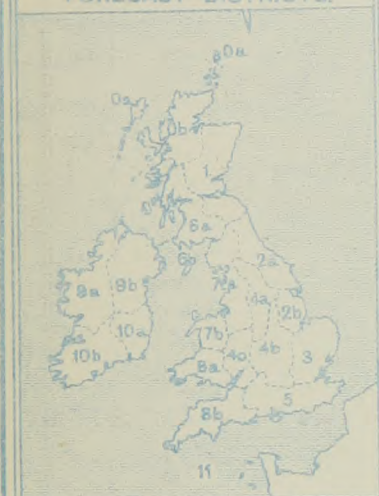 FORECAST DISTRICTS.
0a
0a
0b
1
6a
6b
2a
7a
4a
2b
9a
9b
10a
10b
7b
4c
4b
3
8a
5
8b
11